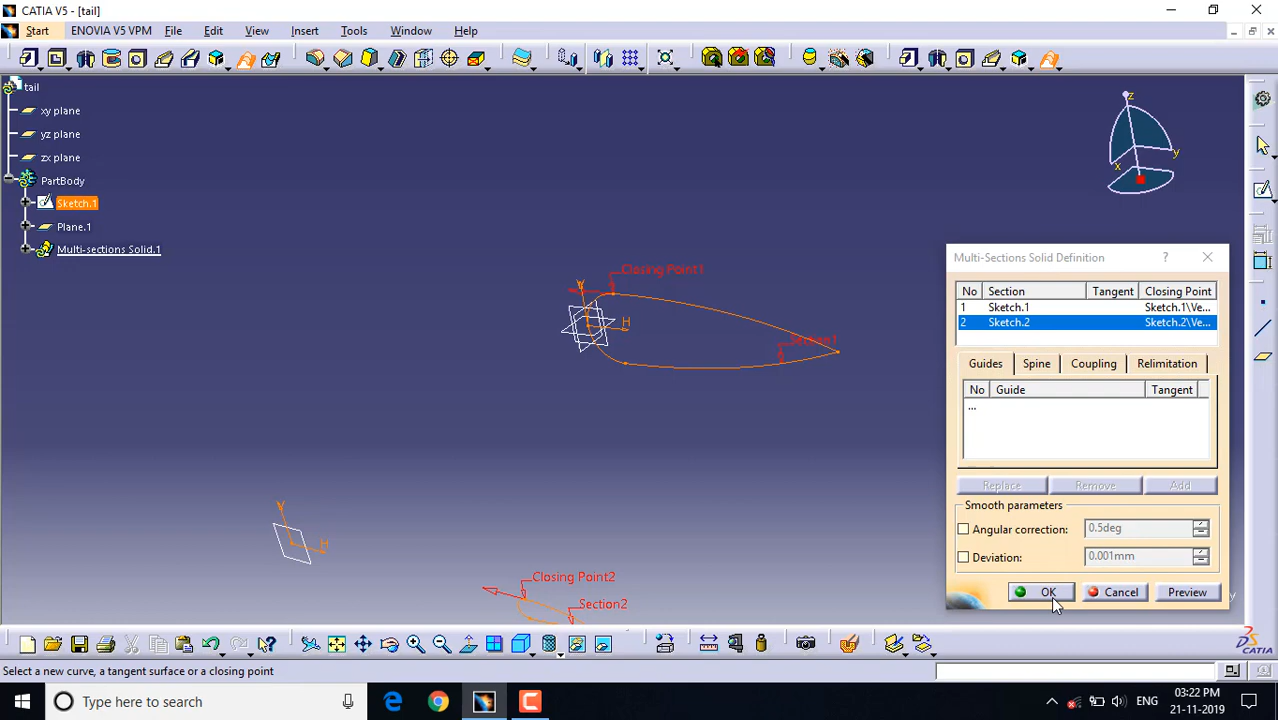 CATIA V5 - [tail]
Start ENOVIA V5 VPM File Edit View Insert Tools Window Help
tail
xy plane
yz plane
zx plane
PartBody
Sketch.1
Plane.1
Multi-sections Solid.1
z
y
x
Closing Point1
V
H
Section1
V
H
Closing Point2
Section2
Multi-Sections Solid Definition ?
No Section Tangent Closing Point
1 Sketch.1 Sketch.1\Ve...
2 Sketch.2 Sketch.2\Ve...
Guides Spine Coupling Relimitation
No Guide Tangent
...
Replace Remove Add
Smooth parameters
Angular correction: 0.5deg
Deviation: 0.001mm
OK Cancel Preview
Select a new curve, a tangent surface or a closing point
CATIA
Type here to search
ENG
03:22 PM
21-11-2019